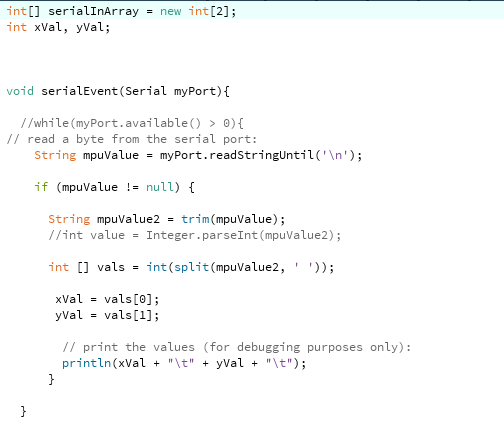 int[] serialInArray = new int[2];
int xVal, yVal;
void serialEvent(Serial myPort){
//while(myPort.available() > 0){
// read a byte from the serial port:
String mpuValue = myPort.readStringUntil('\n');
if (mpuValue != null) {
String mpuValue2 = trim(mpuValue);
//int value = Integer.parseInt(mpuValue2);
int [] vals = int(split(mpuValue2, ' '));
xVal = vals[0];
yVal = vals[1];
// print the values (for debugging purposes only):
println(xVal + "\t" + yVal + "\t");
}
}